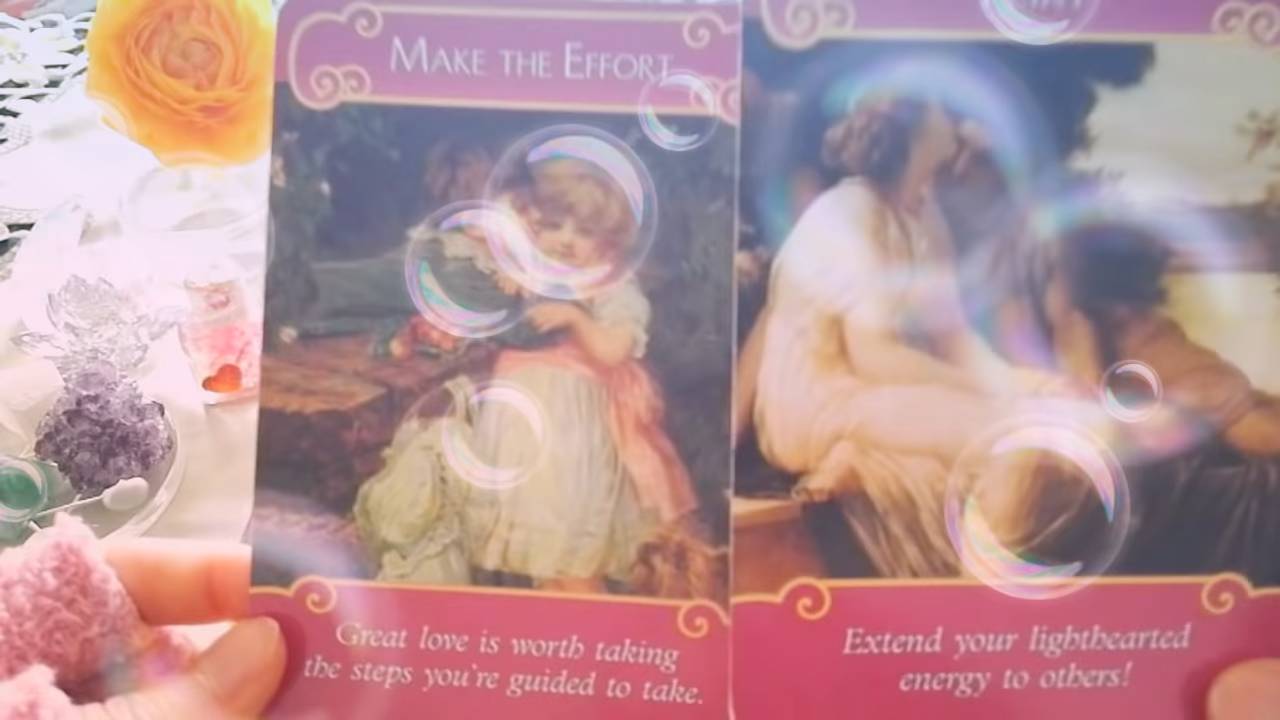 MAKE THE EFFORT
Great love is worth taking
the steps you're guided to take.
Extend your lighthearted
energy to others!